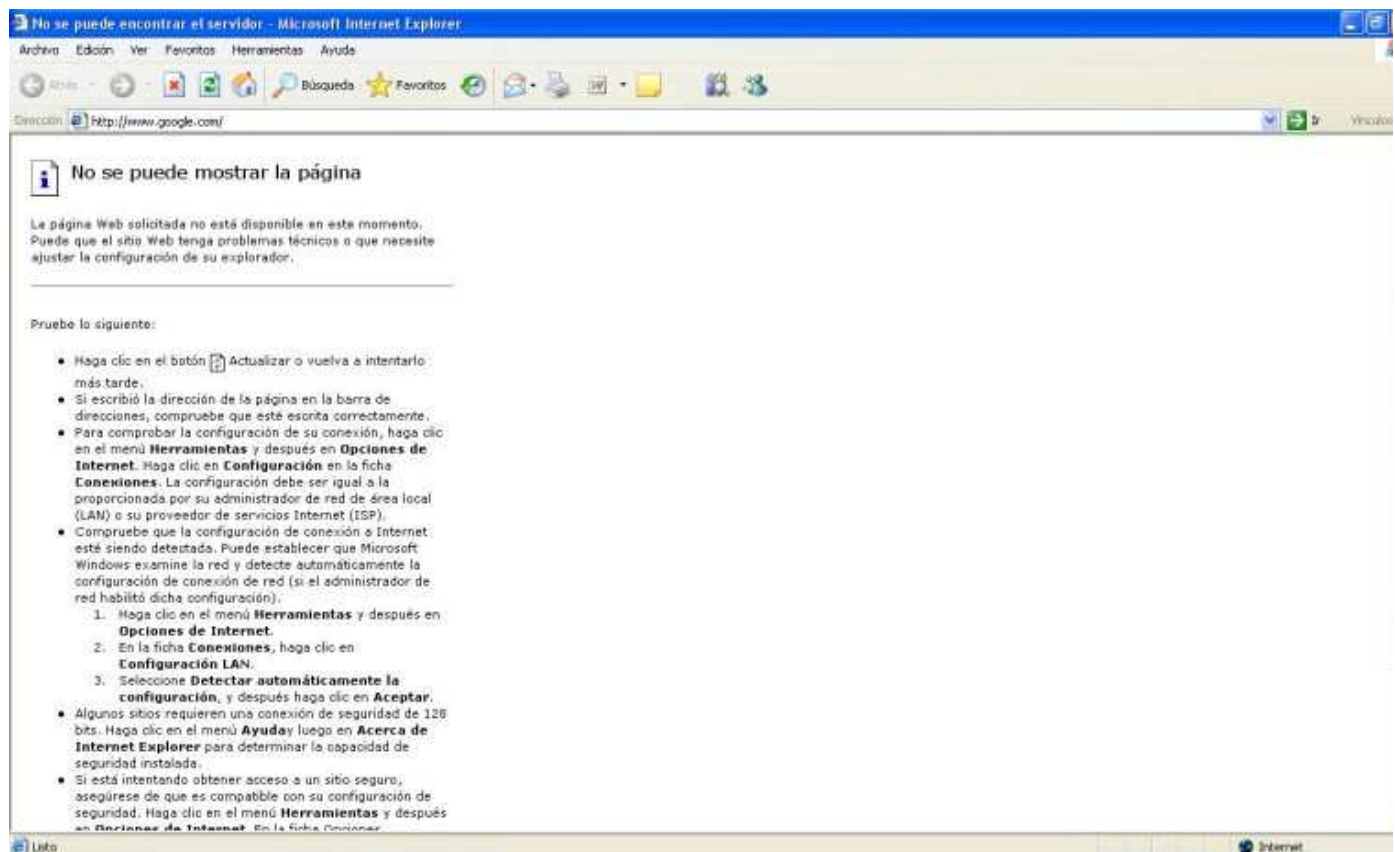 No se puede encontrar el servidor - Microsoft Internet Explorer
Archivo Edición Ver Favoritos Herramientas Ayuda
Atrás Búsqueda Favoritos
Dirección http://www.google.com/ Ir Vínculos
No se puede mostrar la página
La página Web solicitada no está disponible en este momento.
Puede que el sitio Web tenga problemas técnicos o que necesite
ajustar la configuración de su explorador.
Pruebe lo siguiente:
• Haga clic en el botón Actualizar o vuelva a intentarlo
más tarde.
• Si escribió la dirección de la página en la barra de
direcciones, compruebe que esté escrita correctamente.
• Para comprobar la configuración de su conexión, haga clic
en el menú Herramientas y después en Opciones de
Internet. Haga clic en Configuración en la ficha
Conexiones. La configuración debe ser igual a la
proporcionada por su administrador de red de área local
(LAN) o su proveedor de servicios Internet (ISP).
• Compruebe que la configuración de conexión a Internet
esté siendo detectada. Puede establecer que Microsoft
Windows examine la red y detecte automáticamente la
configuración de conexión de red (si el administrador de
red habilitó dicha configuración).
1. Haga clic en el menú Herramientas y después en
Opciones de Internet.
2. En la ficha Conexiones, haga clic en
Configuración LAN.
3. Seleccione Detectar automáticamente la
configuración, y después haga clic en Aceptar.
• Algunos sitios requieren una conexión de seguridad de 128
bits. Haga clic en el menú Ayuday luego en Acerca de
Internet Explorer para determinar la capacidad de
seguridad instalada.
• Si está intentando obtener acceso a un sitio seguro,
asegúrese de que es compatible con su configuración de
seguridad. Haga clic en el menú Herramientas y después
en Opciones de Internet. En la ficha Opciones
Listo Internet